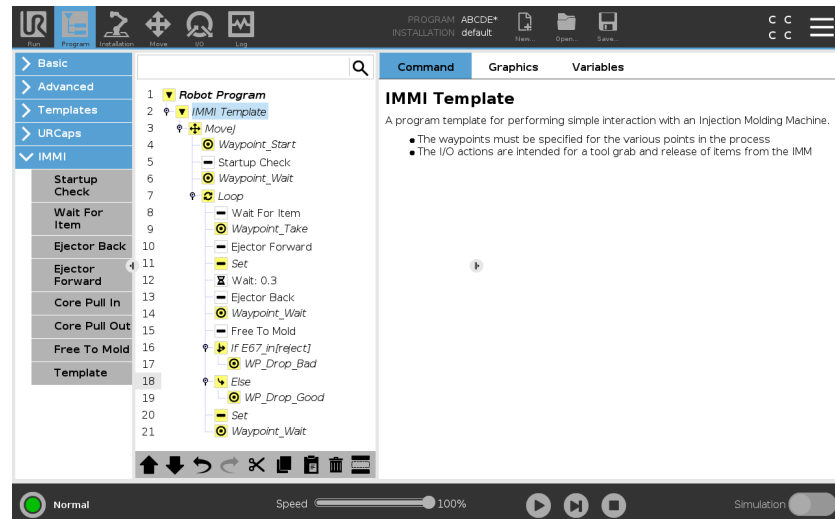 UR
PROGRAM ABCDE*
INSTALLATION default
Run Program Installation Move I/O Log New... Open... Save...
C C
C C
Basic
Advanced
Templates
URCaps
IMMI
Startup
Check
Wait For
Item
Ejector Back
Ejector
Forward
Core Pull In
Core Pull Out
Free To Mold
Template
1 Robot Program
2 IMMI Template
3 MoveJ
4 Waypoint_Start
5 Startup Check
6 Waypoint_Wait
7 Loop
8 Wait For Item
9 Waypoint_Take
10 Ejector Forward
11 Set
12 Wait: 0.3
13 Ejector Back
14 Waypoint_Wait
15 Free To Mold
16 If E67_in[reject]
17 WP_Drop_Bad
18 Else
19 WP_Drop_Good
20 Set
21 Waypoint_Wait
Command Graphics Variables
IMMI Template
A program template for performing simple interaction with an Injection Molding Machine.
• The waypoints must be specified for the various points in the process
• The I/O actions are intended for a tool grab and release of items from the IMM
Normal Speed 100% Simulation